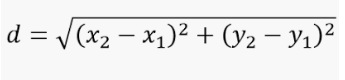 d = √((x₂ − x₁)² + (y₂ − y₁)²)